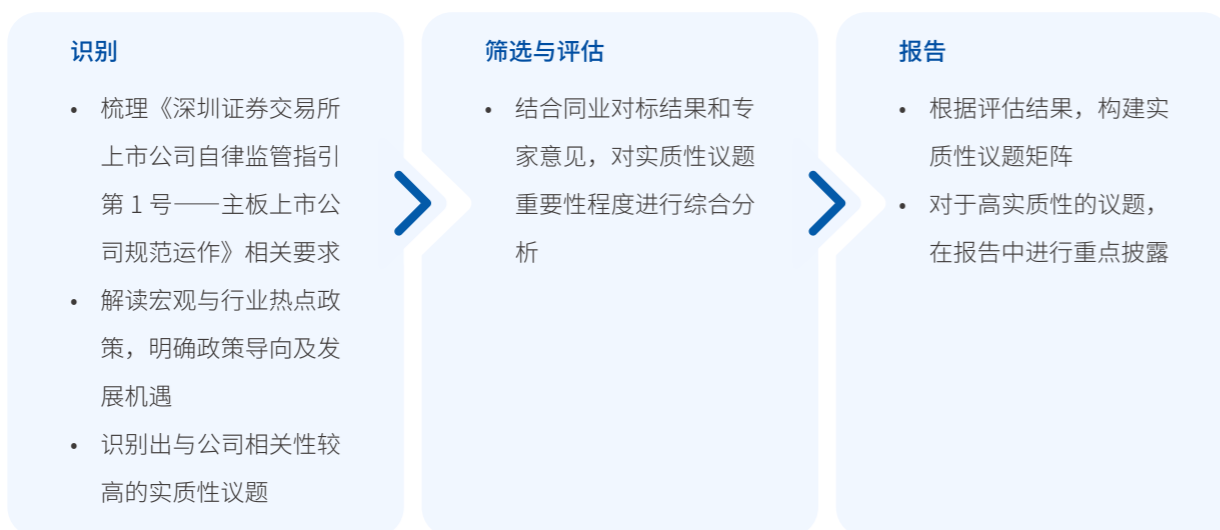 识别
• 梳理《深圳证券交易所
上市公司自律监管指引
第 1 号——主板上市公
司规范运作》相关要求
• 解读宏观与行业热点政
策，明确政策导向及发
展机遇
• 识别出与公司相关性较
高的实质性议题
筛选与评估
• 结合同业对标结果和专
家意见，对实质性议题
重要性程度进行综合分
析
报告
• 根据评估结果，构建实
质性议题矩阵
• 对于高实质性的议题，
在报告中进行重点披露